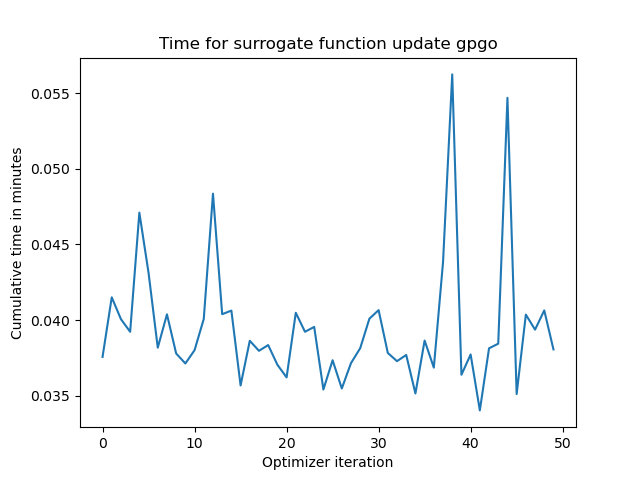 Time for surrogate function update gpgo
Cumulative time in minutes
0.055
0.050
0.045
0.040
0.035
0 10 20 30 40 50
Optimizer iteration